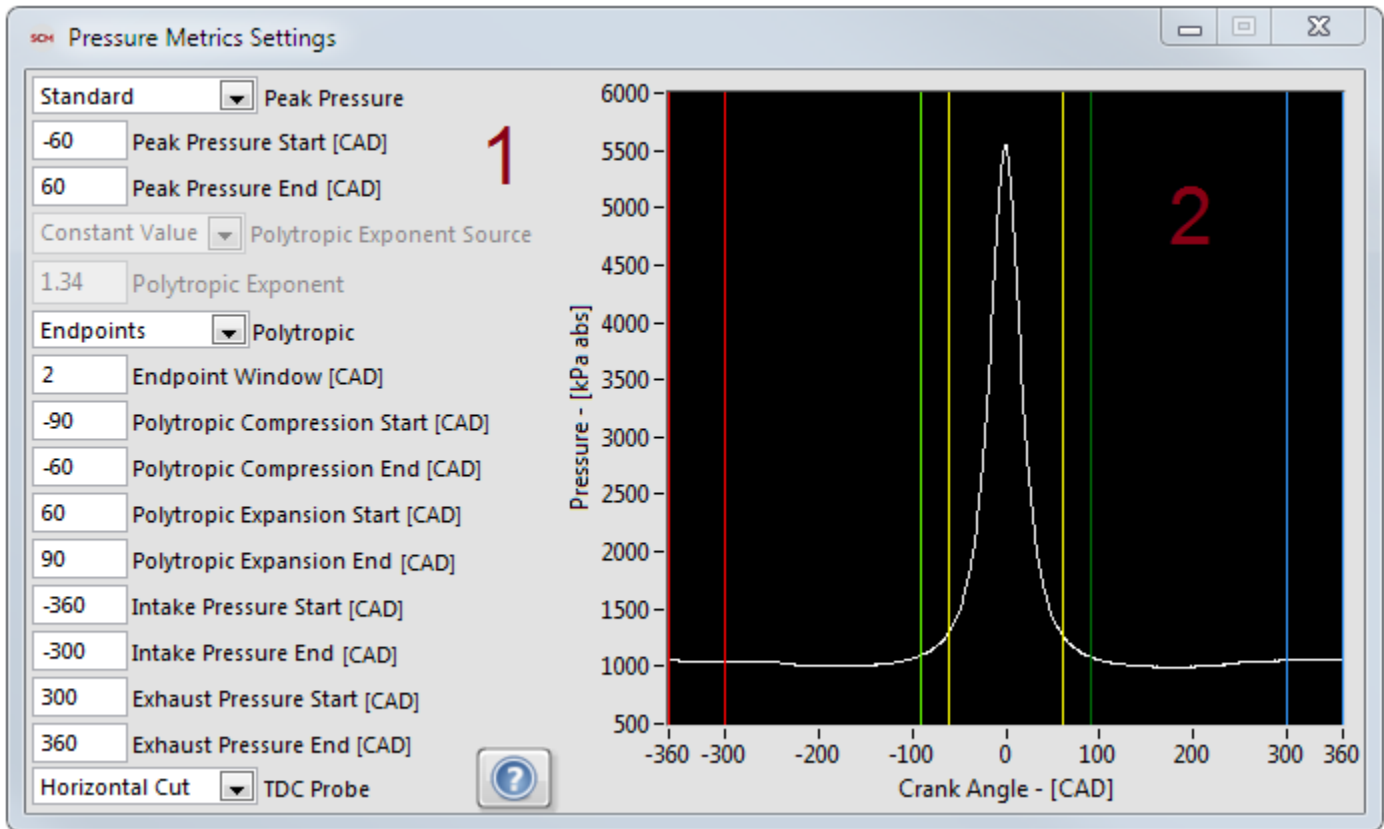 SCM Pressure Metrics Settings
Standard Peak Pressure
-60 Peak Pressure Start [CAD]
60 Peak Pressure End [CAD]
Constant Value Polytropic Exponent Source
1.34 Polytropic Exponent
Endpoints Polytropic
2 Endpoint Window [CAD]
-90 Polytropic Compression Start [CAD]
-60 Polytropic Compression End [CAD]
60 Polytropic Expansion Start [CAD]
90 Polytropic Expansion End [CAD]
-360 Intake Pressure Start [CAD]
-300 Intake Pressure End [CAD]
300 Exhaust Pressure Start [CAD]
360 Exhaust Pressure End [CAD]
Horizontal Cut TDC Probe
?
1
Pressure - [kPa abs]
6000
5500
5000
4500
4000
3500
3000
2500
2000
1500
1000
500
2
-360 -300 -200 -100 0 100 200 300 360
Crank Angle - [CAD]